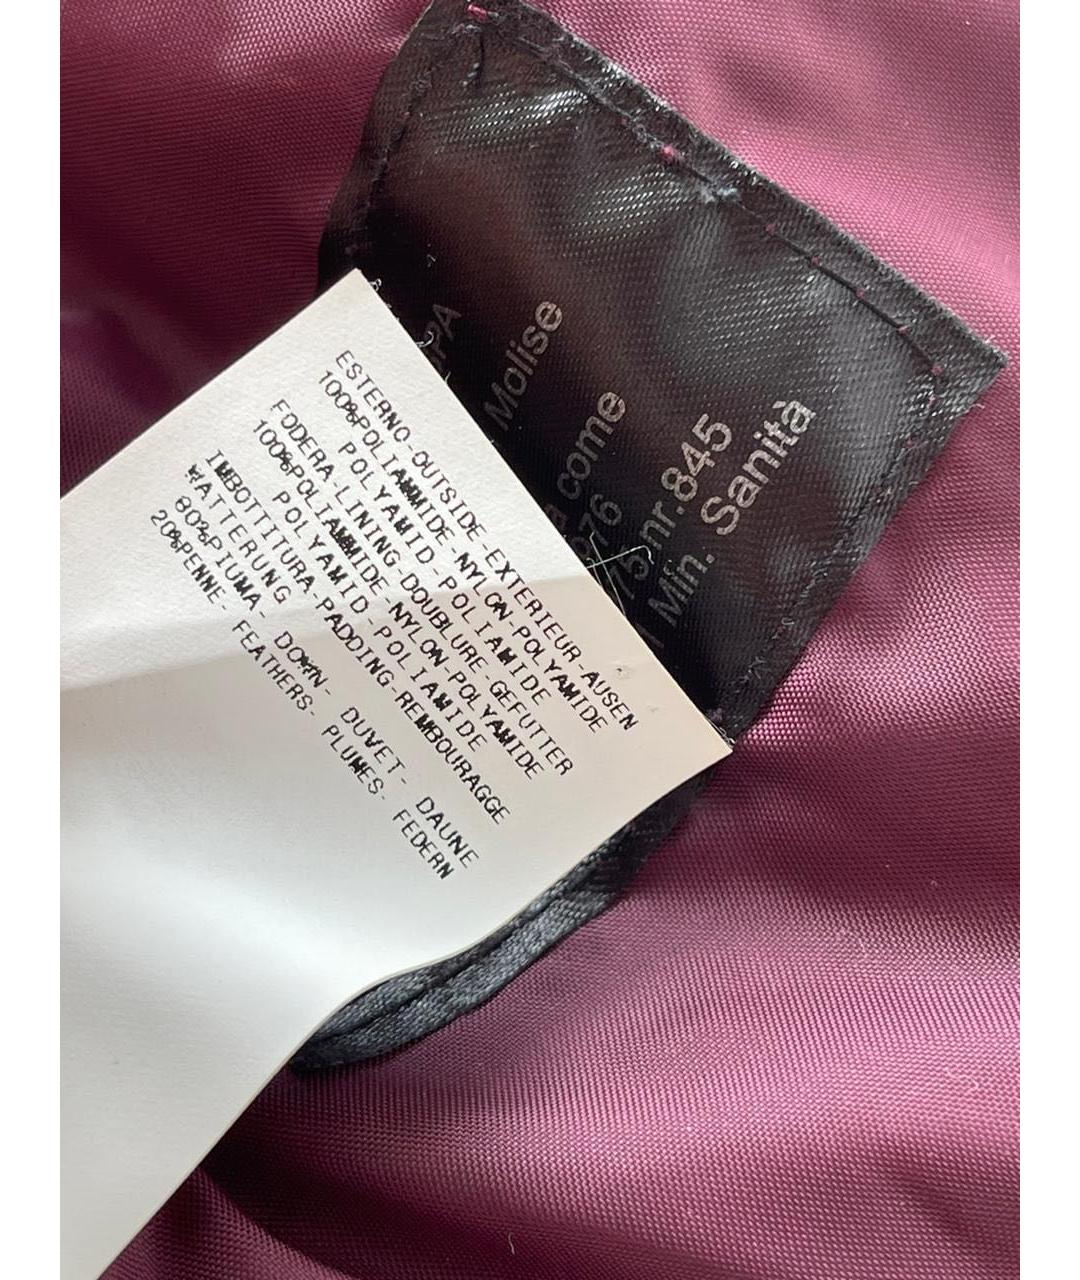 ESTERNO-OUTSIDE-EXTERIEUR-AUSEN
100%POLIAMMIDE-NYLON-POLYAMIDE
POLYAMID-POLIAMIDE
FODERA-LINING-DOUBLURE-GEFUTTER
100%POLIAMMIDE-NYLON-POLYAMIDE
POLYAMID-POLIAMIDE
IMBOTTITURA-PADDING-REMBOURAGGE
WATTERUNG
80%PIUMA- DOWN- DUVET- DAUNE
20%PENNE- FEATHERS- PLUMES- FEDERN
Molise
come
nr.845
Min. Sanità